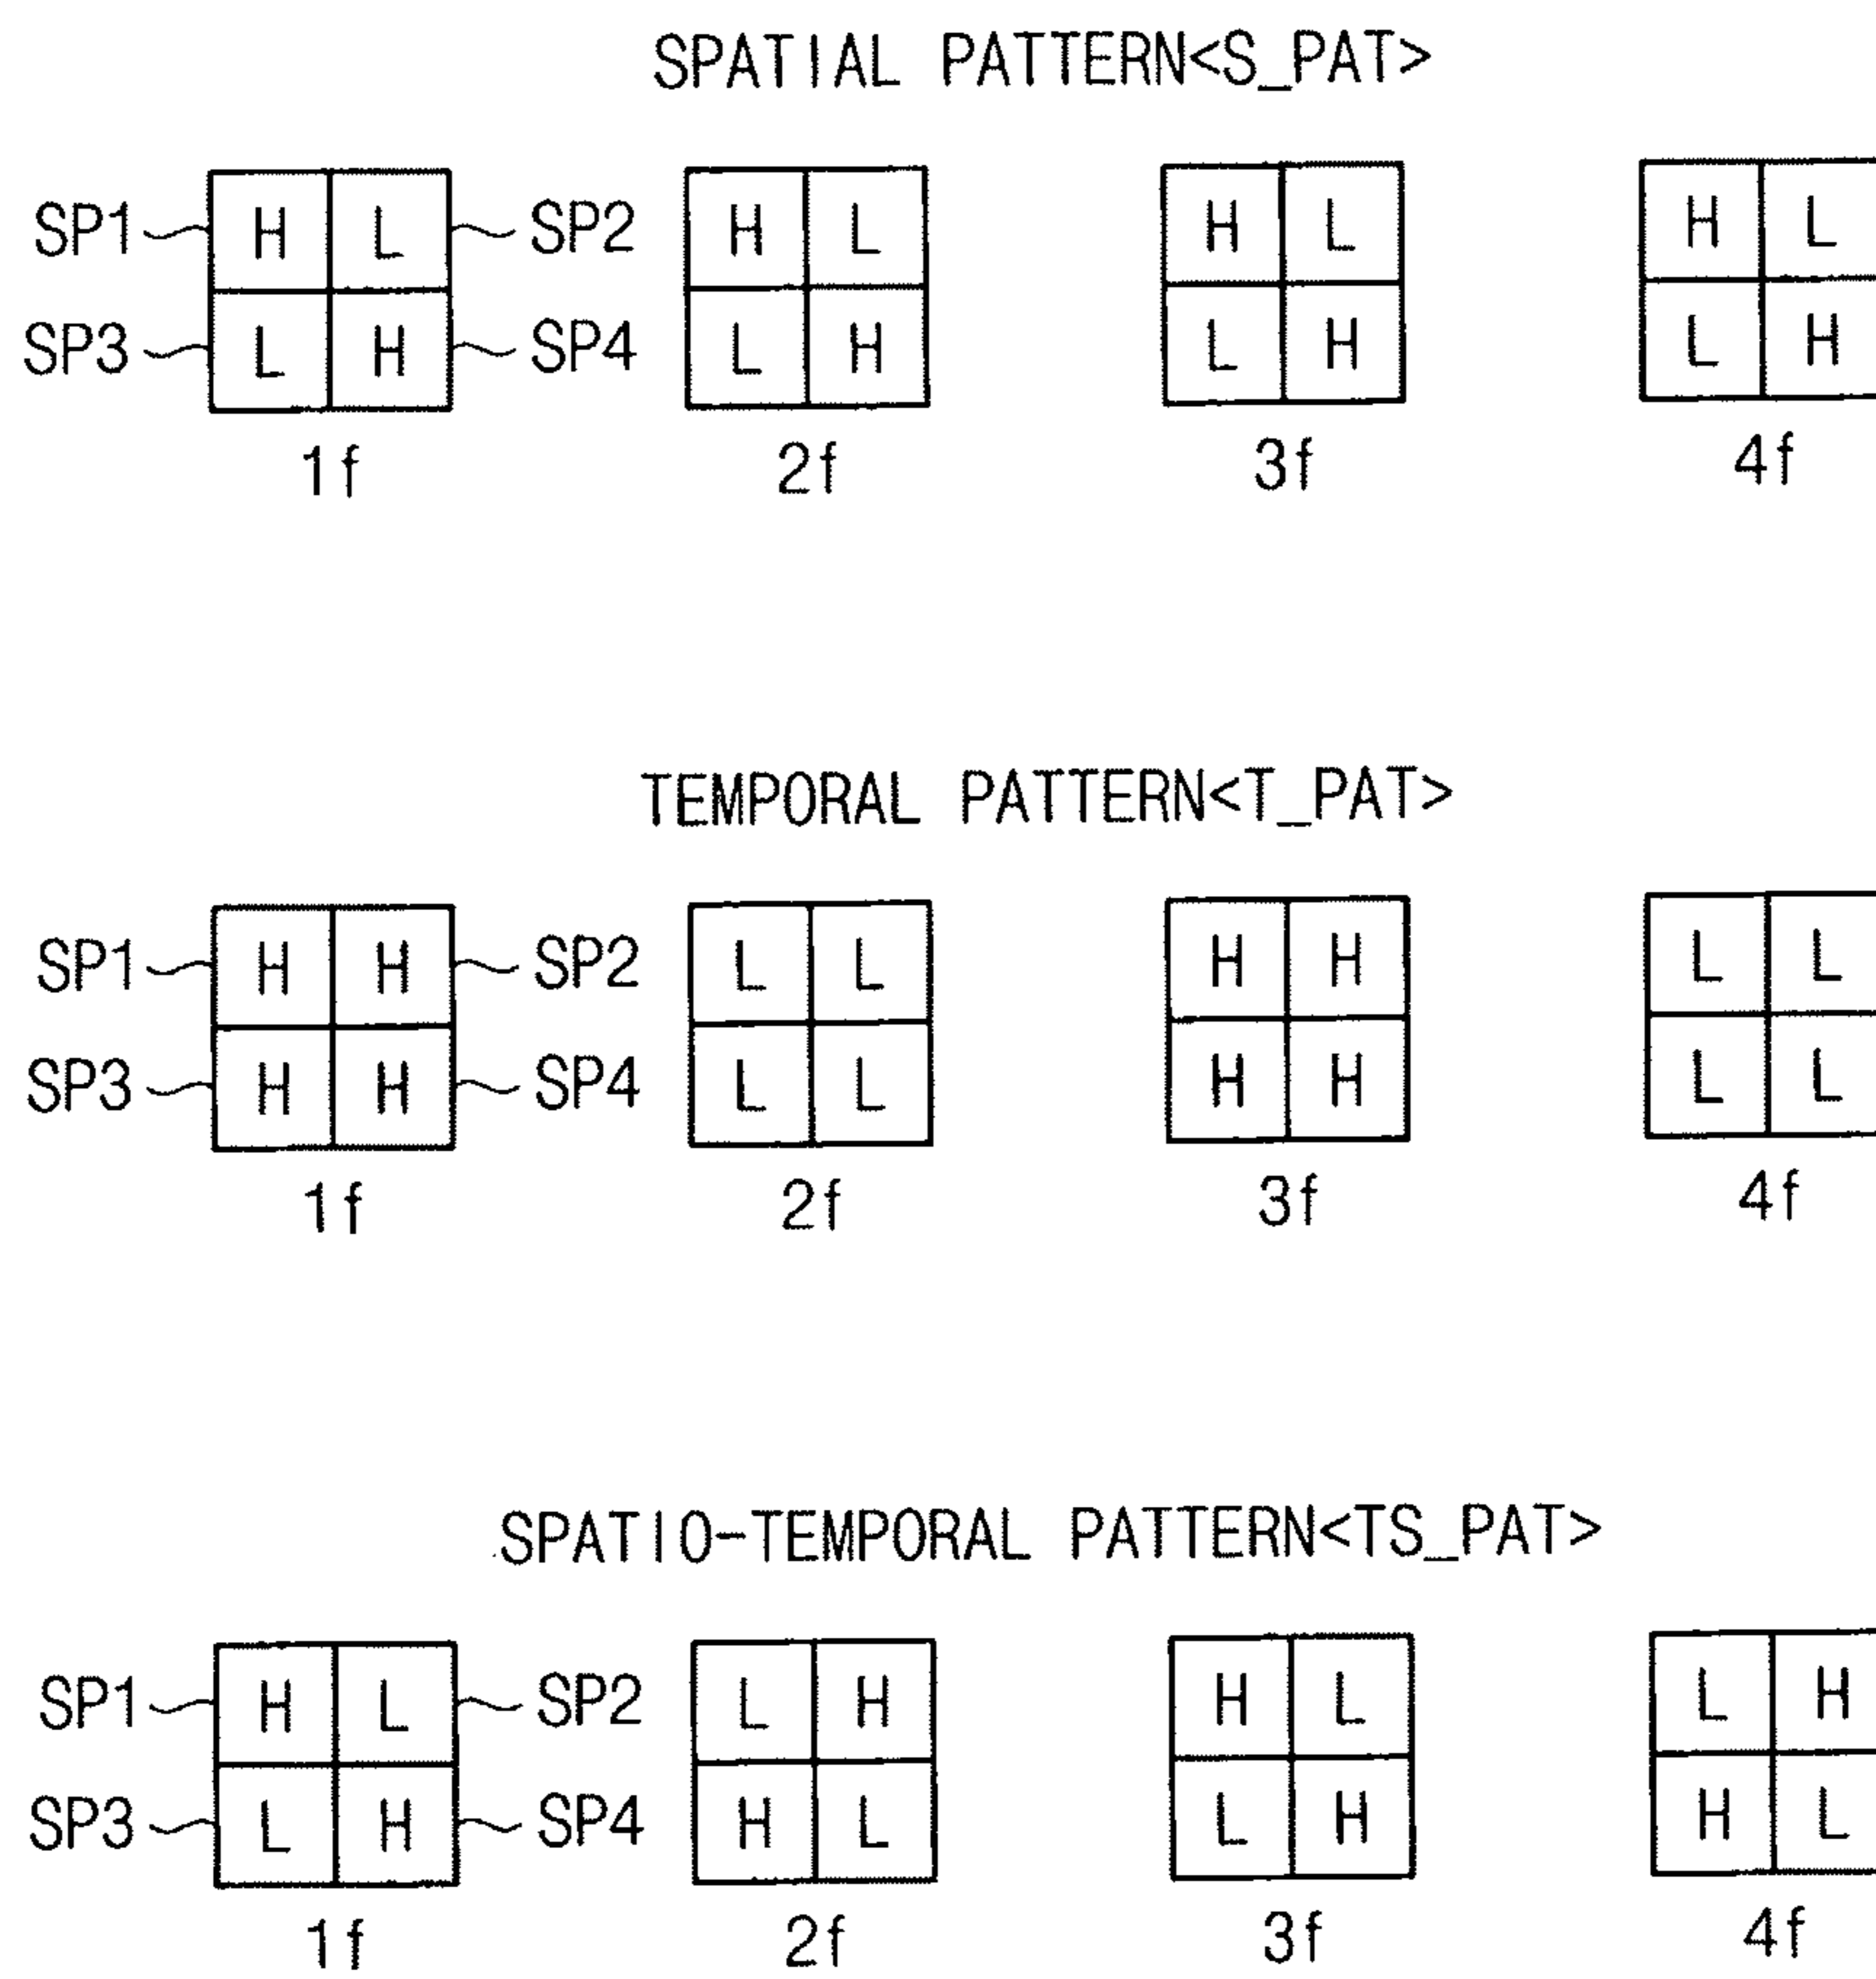 SPATIAL PATTERN<S_PAT>
SP1 H L SP2 H L H L H L
SP3 L H SP4 L H L H L H
1f 2f 3f 4f
TEMPORAL PATTERN<T_PAT>
SP1 H H SP2 L L H H L L
SP3 H H SP4 L L H H L L
1f 2f 3f 4f
SPATIO-TEMPORAL PATTERN<TS_PAT>
SP1 H L SP2 L H H L L H
SP3 L H SP4 H L L H H L
1f 2f 3f 4f